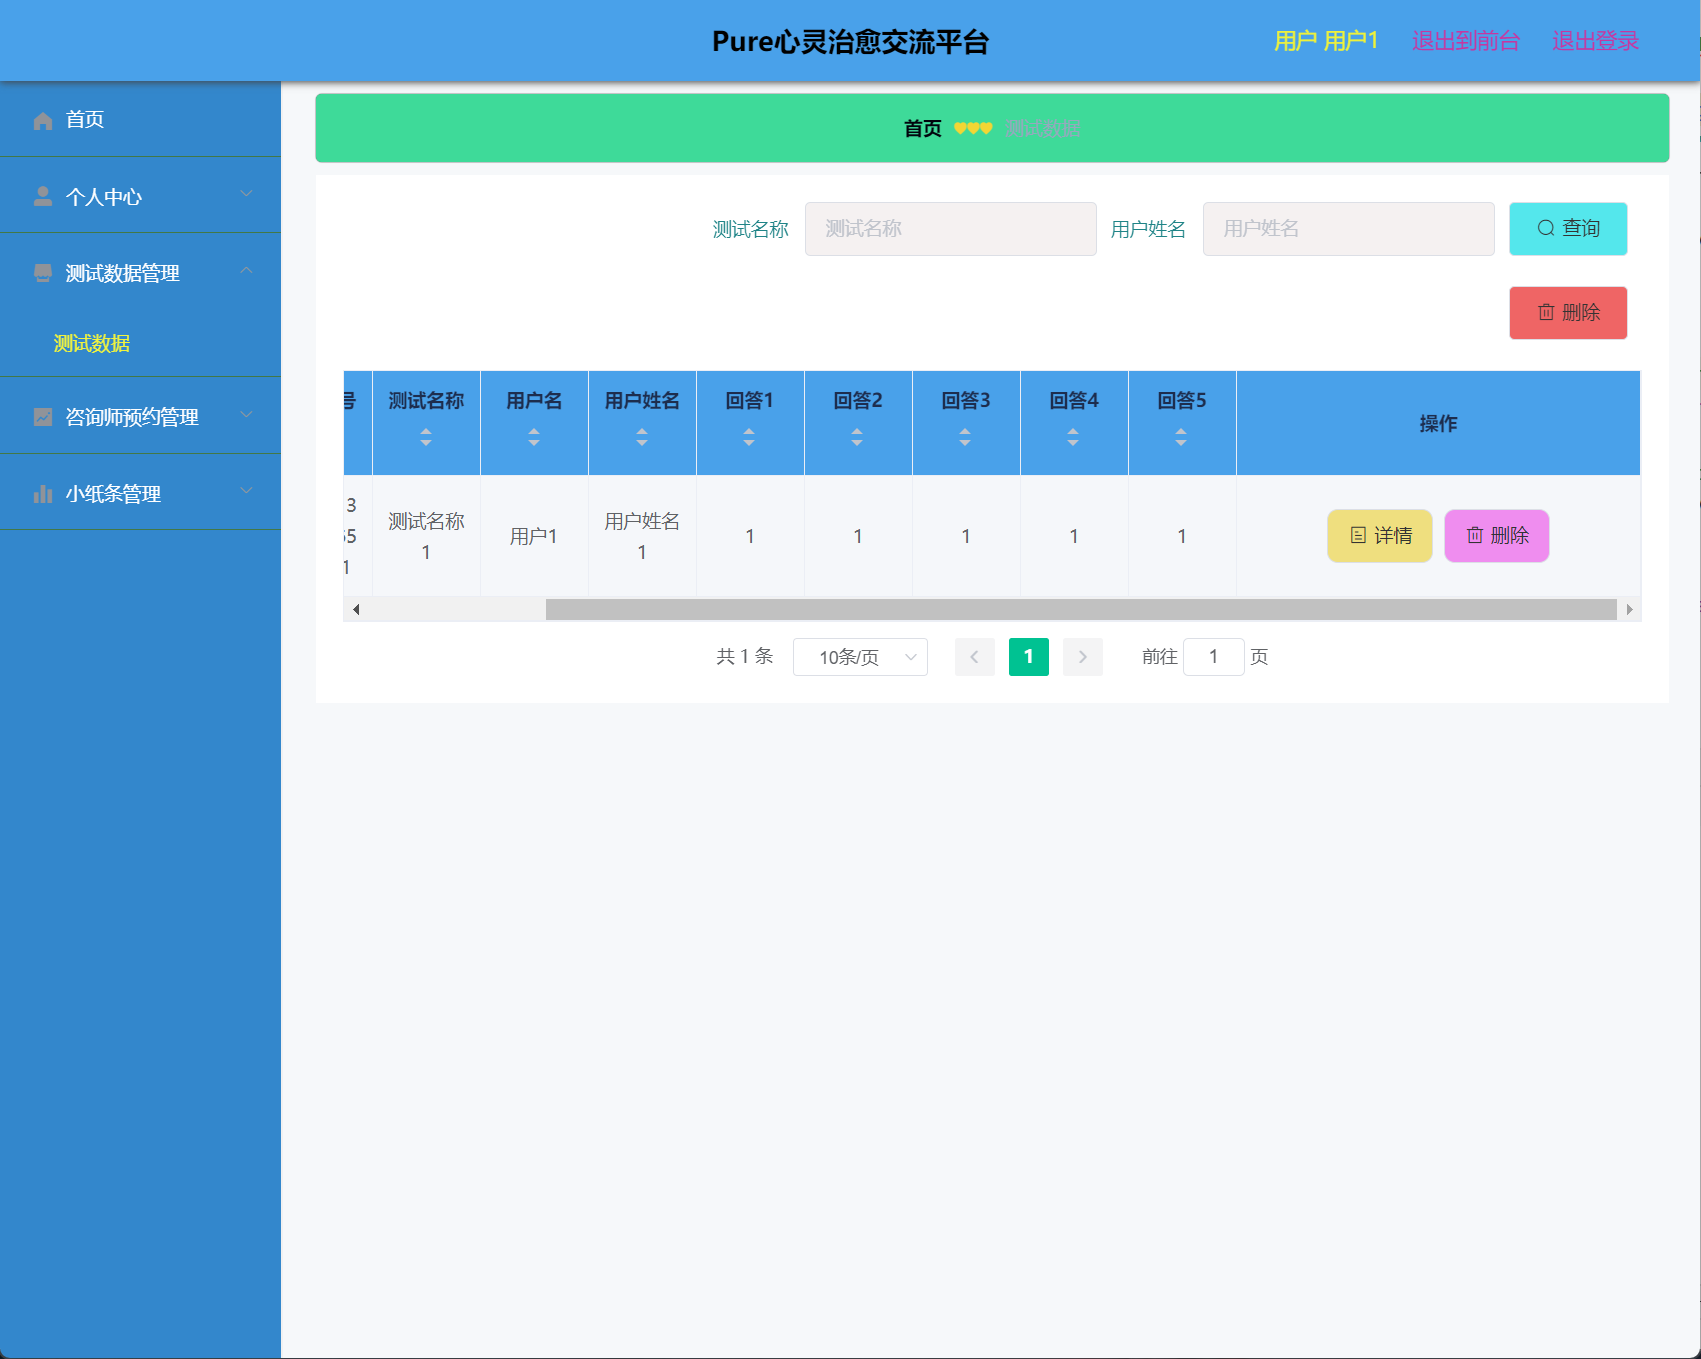 Pure心灵治愈交流平台
用户 用户1
退出到前台
退出登录
首页
个人中心
测试数据管理
测试数据
咨询师预约管理
小纸条管理
首页
测试数据
测试名称
测试名称
用户姓名
用户姓名
查询
删除
号
测试名称
用户名
用户姓名
回答1
回答2
回答3
回答4
回答5
操作
3
55
1
测试名称
1
用户1
用户姓名
1
1
1
1
1
1
详情
删除
共 1 条
10条/页
1
前往
1
页